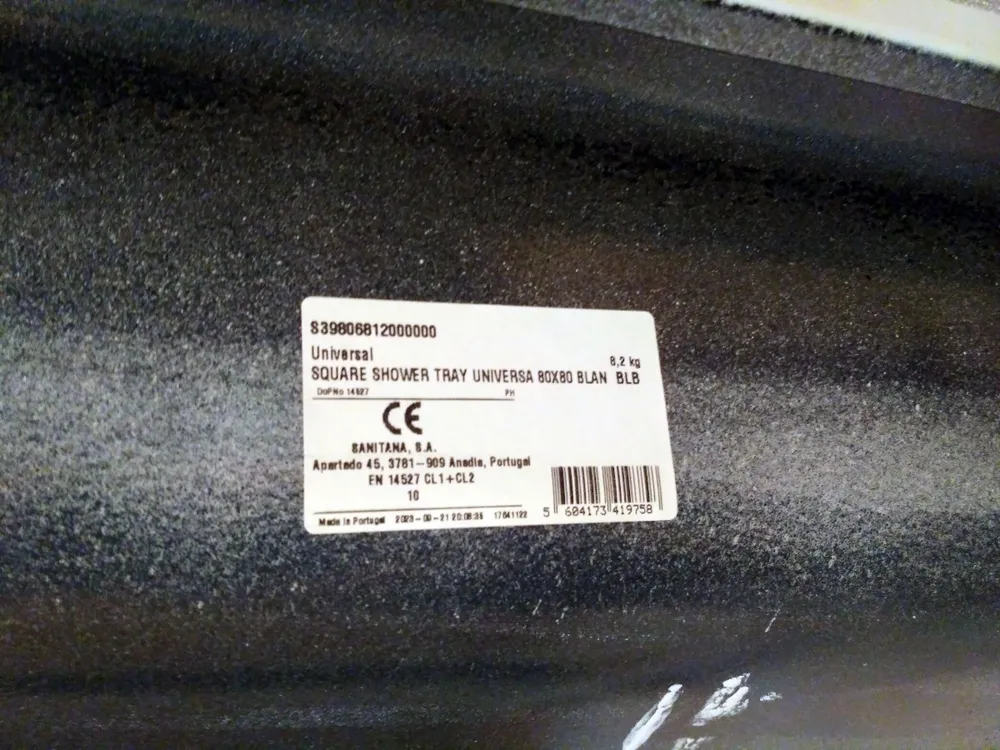 S39806812000000
Universal
8,2 kg
SQUARE SHOWER TRAY UNIVERSA 80X80 BLAN BLB
DoPNo 14527
PH
CE
SANITANA, S.A.
Apartado 45, 3781-909 Anadia, Portugal
EN 14527 CL1+CL2
10
Made in Portugal 2023-09-21 20:08:36 17641122
5 604173 419758